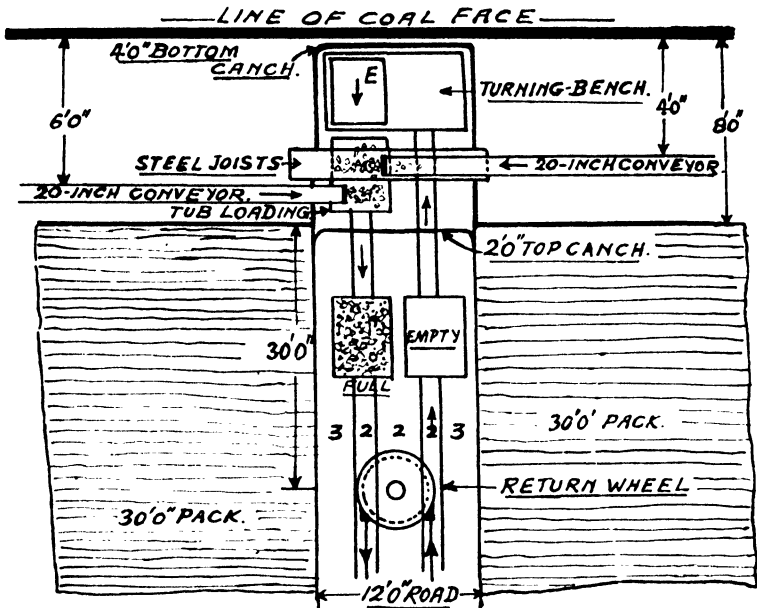 LINE OF COAL FACE
4'0" BOTTOM
CANCH.
E
TURNING-BENCH.
6'0"
4'0"
8'0"
STEEL JOISTS
20-INCH CONVEYOR
20-INCH CONVEYOR.
TUB LOADING
2'0" TOP CANCH.
30'0"
EMPTY
FULL
3 2 2 2 3
30'0' PACK.
RETURN WHEEL
30'0" PACK.
12'0" ROAD